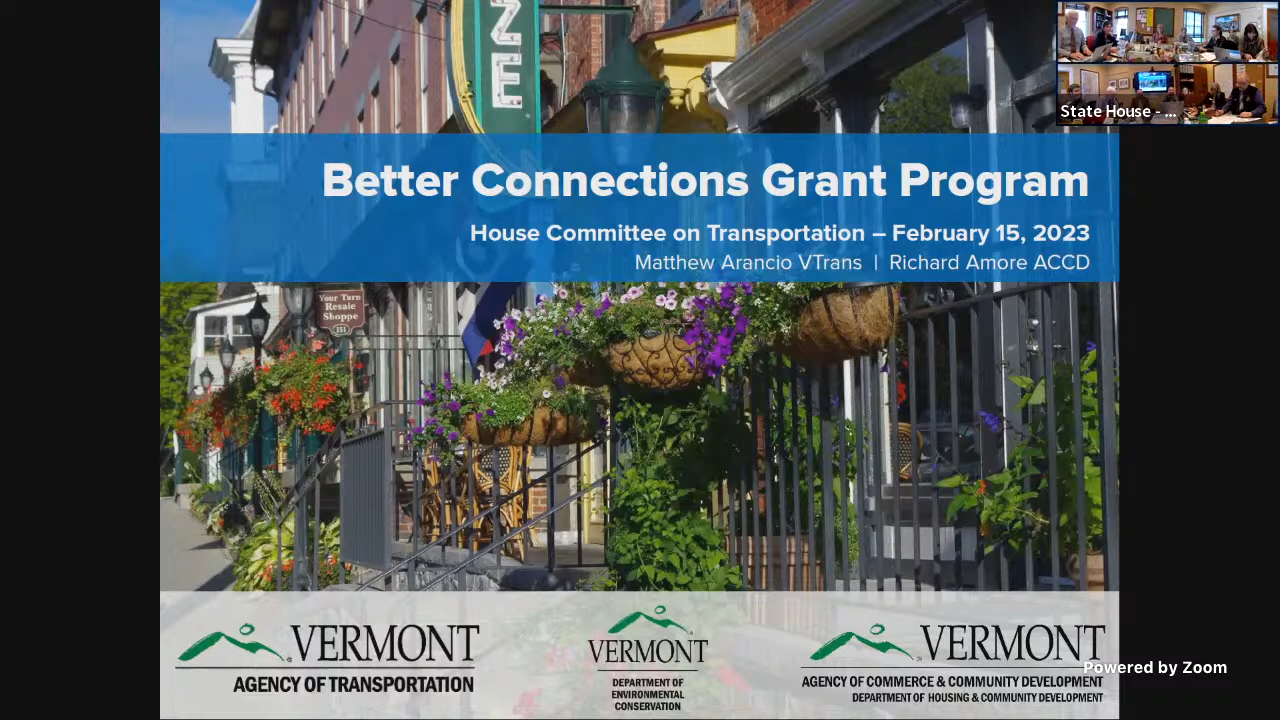 ZE
State House - ...
Better Connections Grant Program
House Committee on Transportation – February 15, 2023
Matthew Arancio VTrans | Richard Amore ACCD
Your Turn
Resale
Shoppe
151
VERMONT
AGENCY OF TRANSPORTATION
VERMONT
DEPARTMENT OF
ENVIRONMENTAL
CONSERVATION
VERMONT
AGENCY OF COMMERCE & COMMUNITY DEVELOPMENT
DEPARTMENT OF HOUSING & COMMUNITY DEVELOPMENT
Powered by Zoom